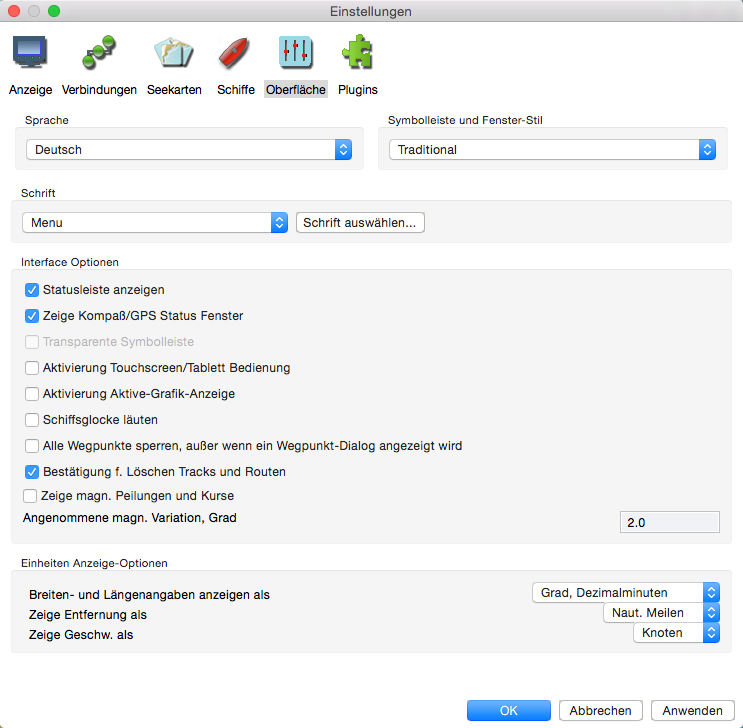 Einstellungen
Anzeige Verbindungen Seekarten Schiffe Oberfläche Plugins
Sprache
Deutsch
Symbolleiste und Fenster-Stil
Traditional
Schrift
Menu Schrift auswählen...
Interface Optionen
Statusleiste anzeigen
Zeige Kompaß/GPS Status Fenster
Transparente Symbolleiste
Aktivierung Touchscreen/Tablett Bedienung
Aktivierung Aktive-Grafik-Anzeige
Schiffsglocke läuten
Alle Wegpunkte sperren, außer wenn ein Wegpunkt-Dialog angezeigt wird
Bestätigung f. Löschen Tracks und Routen
Zeige magn. Peilungen und Kurse
Angenommene magn. Variation, Grad 2.0
Einheiten Anzeige-Optionen
Breiten- und Längenangaben anzeigen als Grad, Dezimalminuten
Zeige Entfernung als Naut. Meilen
Zeige Geschw. als Knoten
OK Abbrechen Anwenden